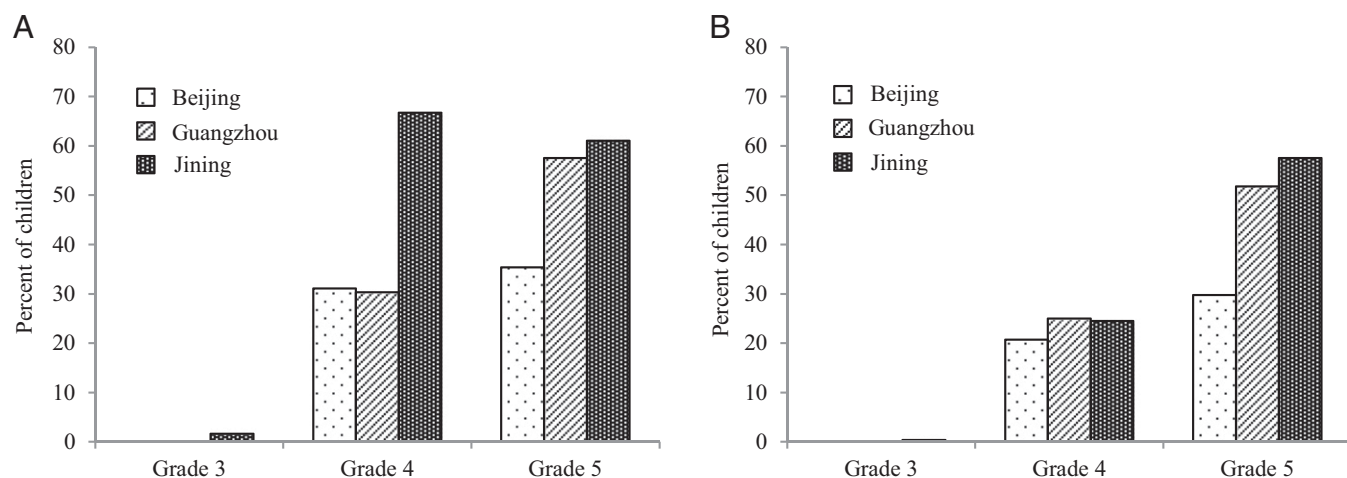 A
Percent of children
80
70
60
50
40
30
20
10
0
Beijing
Guangzhou
Jining
Grade 3
Grade 4
Grade 5
B
Percent of children
80
70
60
50
40
30
20
10
0
Beijing
Guangzhou
Jining
Grade 3
Grade 4
Grade 5